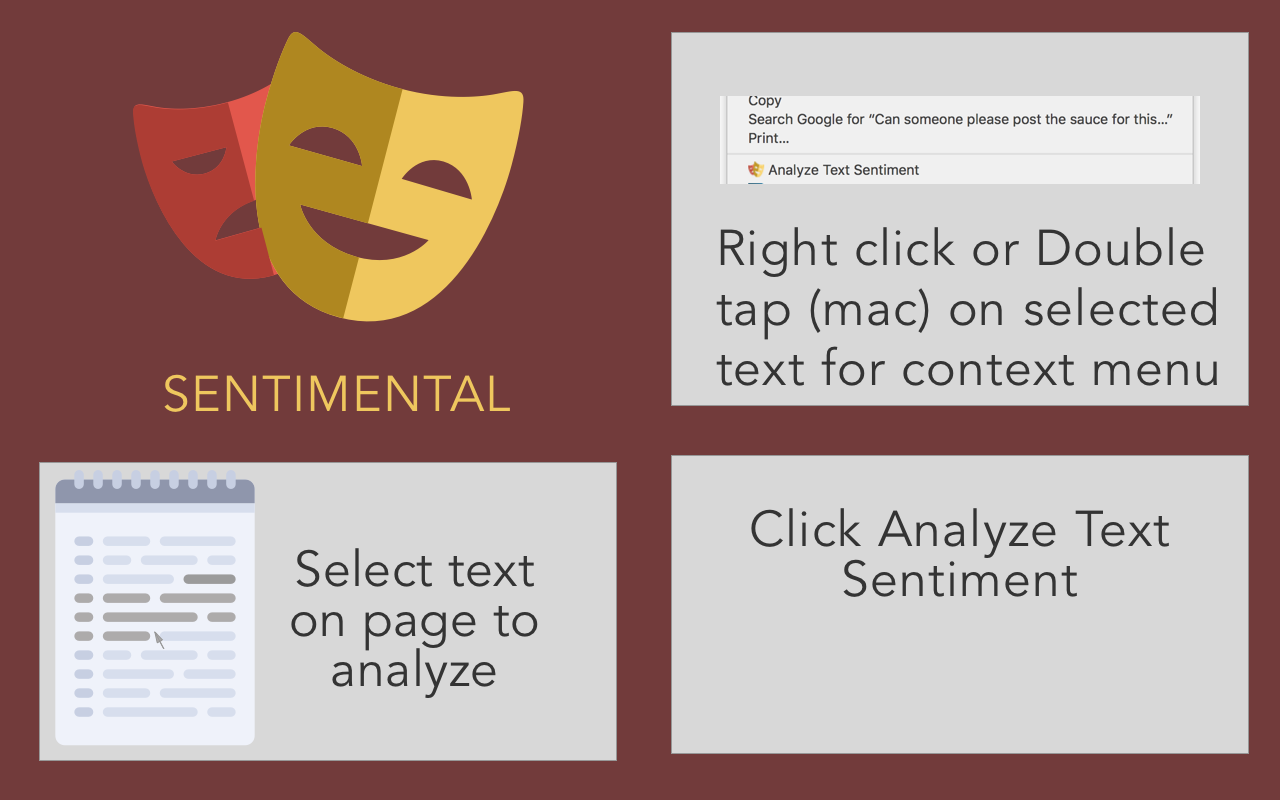 SENTIMENTAL
Select text
on page to
analyze
Copy
Search Google for “Can someone please post the sauce for this...”
Print...
Analyze Text Sentiment
Right click or Double
tap (mac) on selected
text for context menu
Click Analyze Text
Sentiment